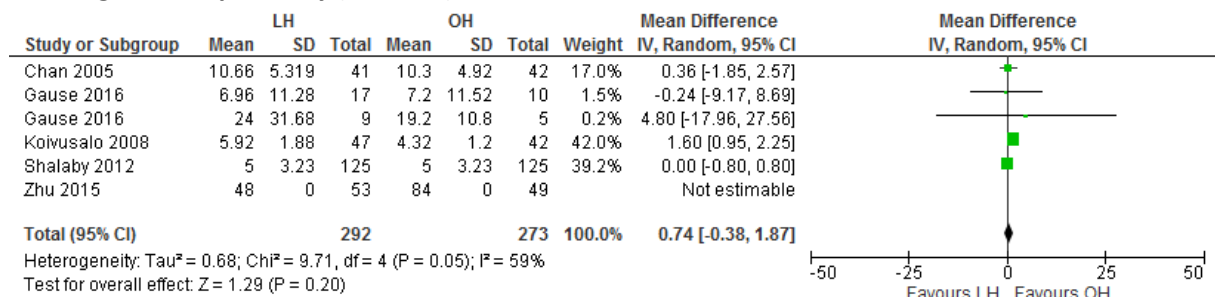 LH OH Mean Difference Mean Difference
Study or Subgroup Mean SD Total Mean SD Total Weight IV, Random, 95% CI IV, Random, 95% CI
Chan 2005 10.66 5.319 41 10.3 4.92 42 17.0% 0.36 [-1.85, 2.57]
Gause 2016 6.96 11.28 17 7.2 11.52 10 1.5% -0.24 [-9.17, 8.69]
Gause 2016 24 31.68 9 19.2 10.8 5 0.2% 4.80 [-17.96, 27.56]
Koivusalo 2008 5.92 1.88 47 4.32 1.2 42 42.0% 1.60 [0.95, 2.25]
Shalaby 2012 5 3.23 125 5 3.23 125 39.2% 0.00 [-0.80, 0.80]
Zhu 2015 48 0 53 84 0 49 Not estimable
Total (95% CI) 292 273 100.0% 0.74 [-0.38, 1.87]
Heterogeneity: Tau² = 0.68; Chi² = 9.71, df = 4 (P = 0.05); I² = 59%
Test for overall effect: Z = 1.29 (P = 0.20)
-50 -25 0 25 50
Favours LH Favours OH